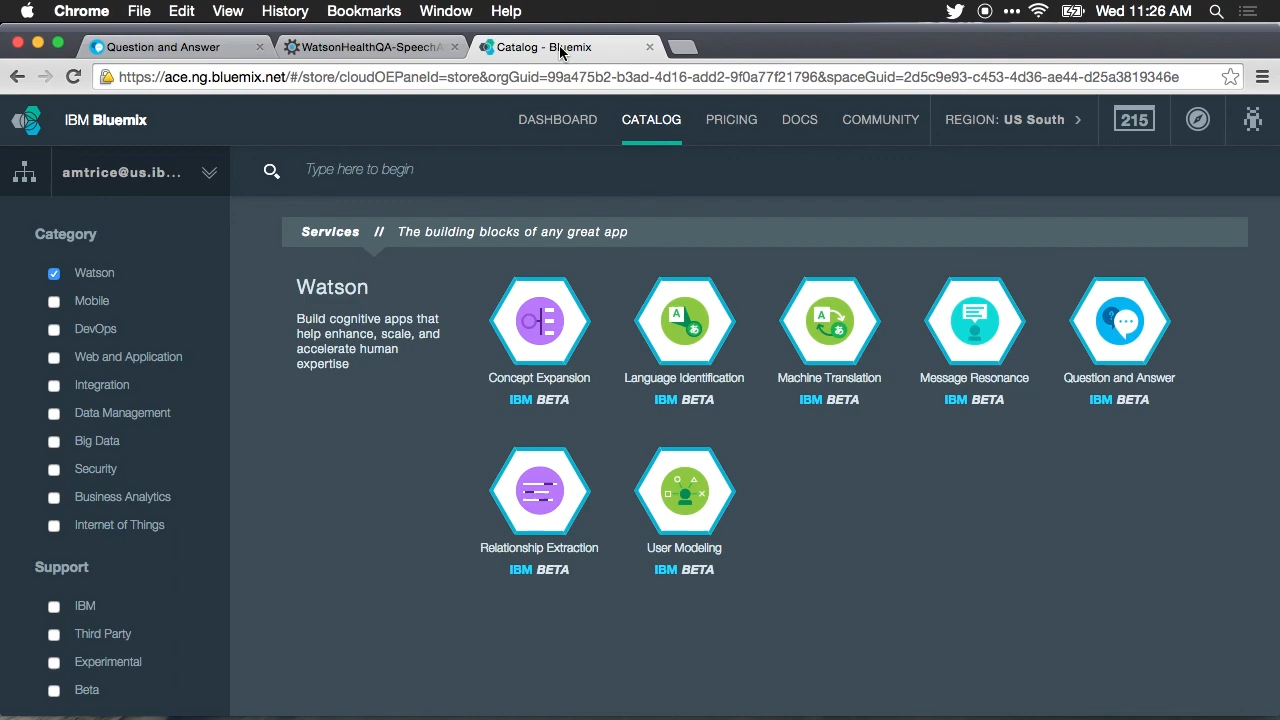 Chrome File Edit View History Bookmarks Window Help Wed 11:26 AM
Question and Answer WatsonHealthQA-SpeechA Catalog - Bluemix
https://ace.ng.bluemix.net/#/store/cloudOEPaneId=store&orgGuid=99a475b2-b3ad-4d16-add2-9f0a77f21796&spaceGuid=2d5c9e93-c453-4d36-ae44-d25a3819346e
IBM Bluemix DASHBOARD CATALOG PRICING DOCS COMMUNITY REGION: US South 215
amtrice@us.ib... Type here to begin
Category
Watson
Mobile
DevOps
Web and Application
Integration
Data Management
Big Data
Security
Business Analytics
Internet of Things
Support
IBM
Third Party
Experimental
Beta
Services // The building blocks of any great app
Watson
Build cognitive apps that
help enhance, scale, and
accelerate human
expertise
Concept Expansion
IBM BETA
Language Identification
IBM BETA
Machine Translation
IBM BETA
Message Resonance
IBM BETA
Question and Answer
IBM BETA
Relationship Extraction
IBM BETA
User Modeling
IBM BETA